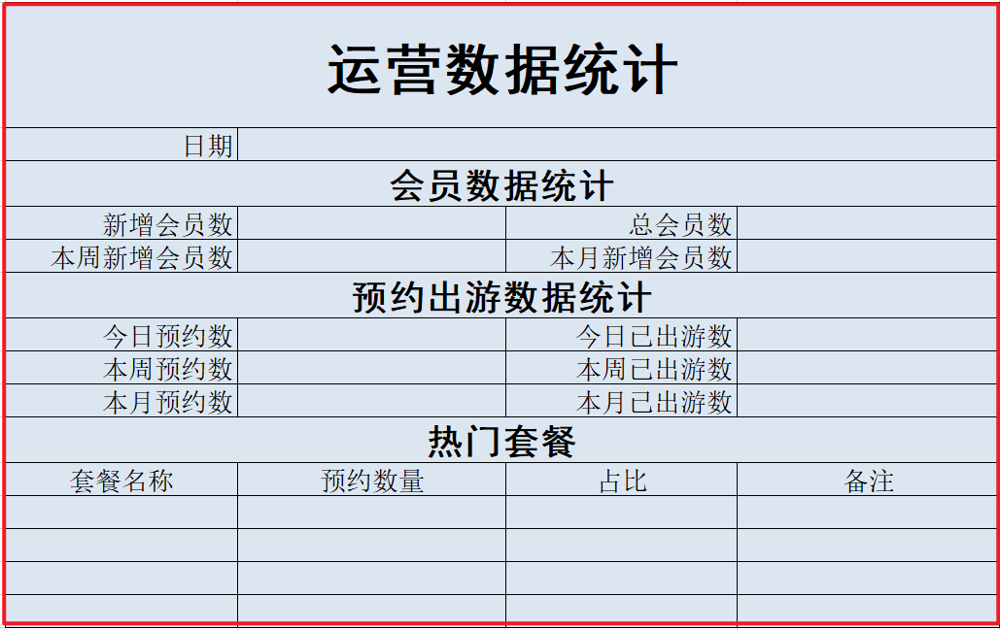 运营数据统计
日期
会员数据统计
新增会员数 总会员数
本周新增会员数 本月新增会员数
预约出游数据统计
今日预约数 今日已出游数
本周预约数 本周已出游数
本月预约数 本月已出游数
热门套餐
套餐名称 预约数量 占比 备注